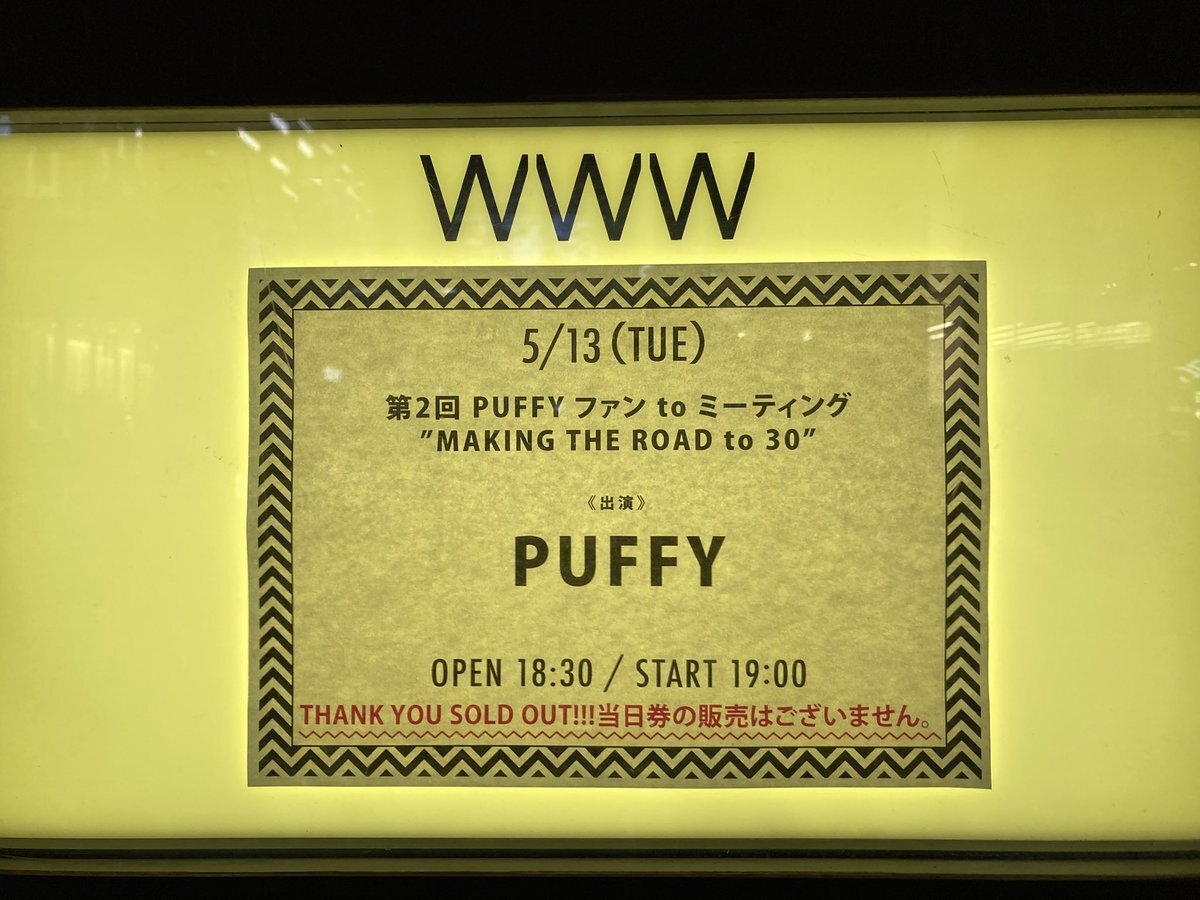 WWW
5/13(TUE)
第2回 PUFFY ファン to ミーティング
"MAKING THE ROAD to 30"
《出演》
PUFFY
OPEN 18:30 / START 19:00
THANK YOU SOLD OUT!!!当日券の販売はございません。